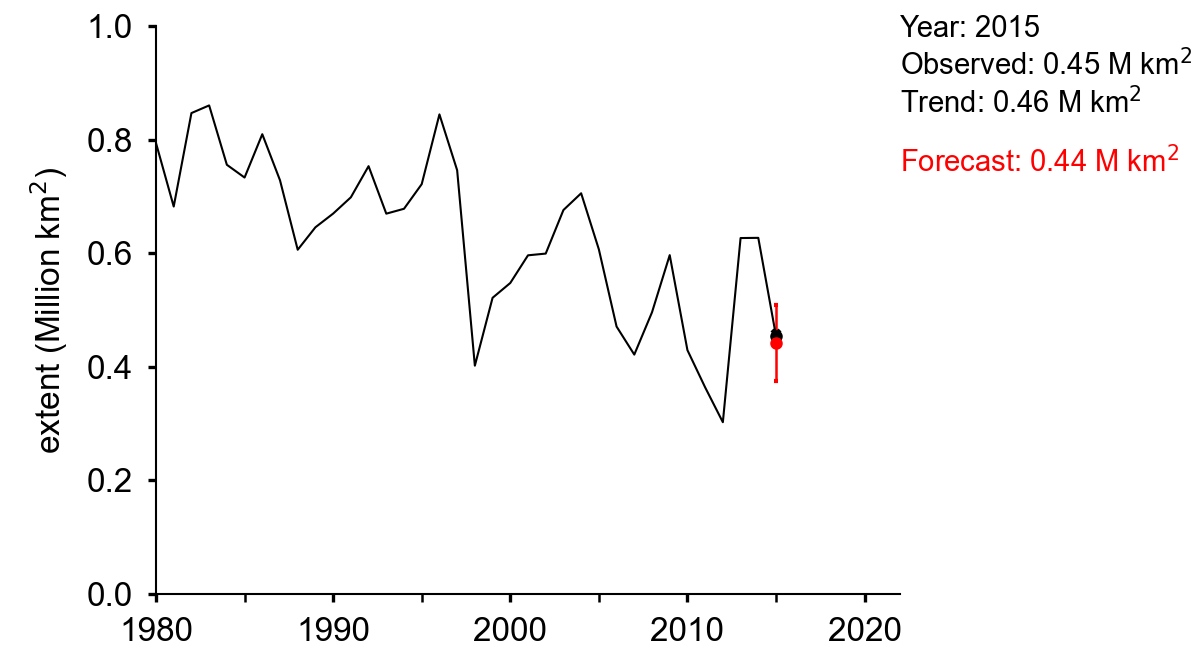 1.0
0.8
0.6
0.4
0.2
0.0
extent (Million km²)
1980 1990 2000 2010 2020
Year: 2015
Observed: 0.45 M km²
Trend: 0.46 M km²
Forecast: 0.44 M km²